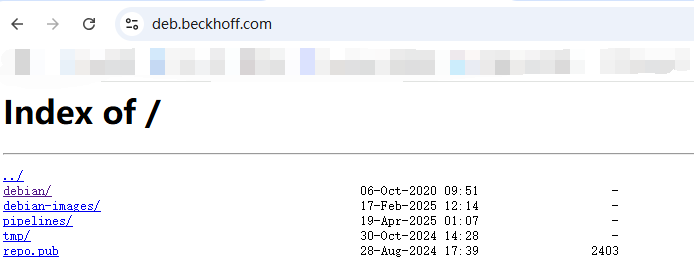 deb.beckhoff.com
Index of /
../
debian/ 06-Oct-2020 09:51 -
debian-images/ 17-Feb-2025 12:14 -
pipelines/ 19-Apr-2025 01:07 -
tmp/ 30-Oct-2024 14:28 -
repo.pub 28-Aug-2024 17:39 2403